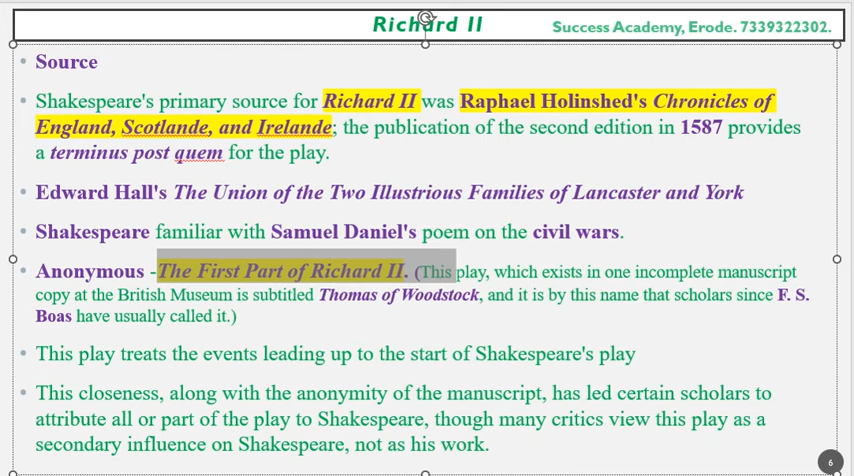 Richard II
Success Academy, Erode. 7339322302.
Source
Shakespeare's primary source for Richard II was Raphael Holinshed's Chronicles of
England, Scotlande, and Irelande; the publication of the second edition in 1587 provides
a terminus post quem for the play.
Edward Hall's The Union of the Two Illustrious Families of Lancaster and York
Shakespeare familiar with Samuel Daniel's poem on the civil wars.
Anonymous -The First Part of Richard II. (This play, which exists in one incomplete manuscript
copy at the British Museum is subtitled Thomas of Woodstock, and it is by this name that scholars since F. S.
Boas have usually called it.)
This play treats the events leading up to the start of Shakespeare's play
This closeness, along with the anonymity of the manuscript, has led certain scholars to
attribute all or part of the play to Shakespeare, though many critics view this play as a
secondary influence on Shakespeare, not as his work.
6